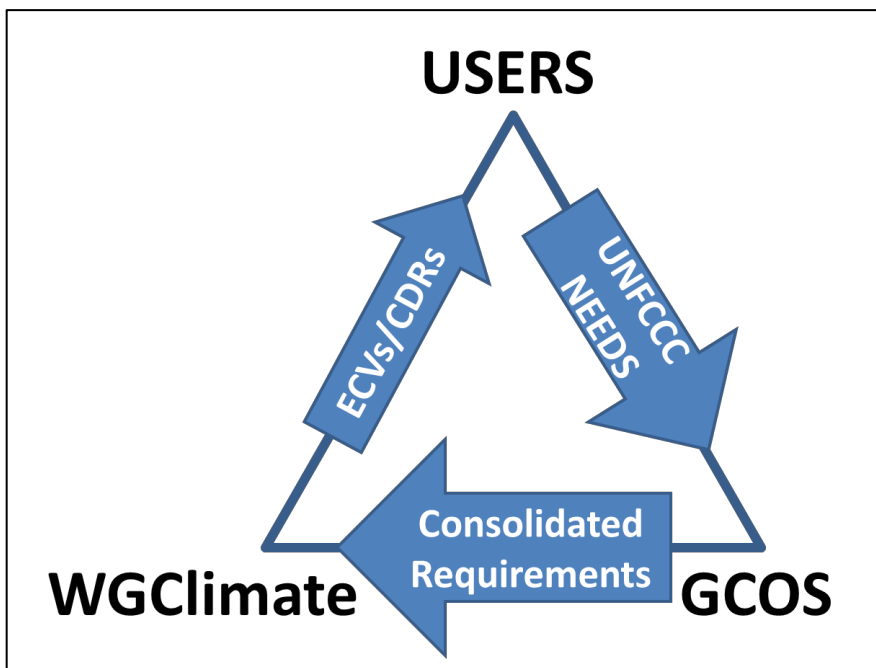 USERS
ECVs/CDRs
UNFCCC
NEEDS
Consolidated
Requirements
WGClimate
GCOS